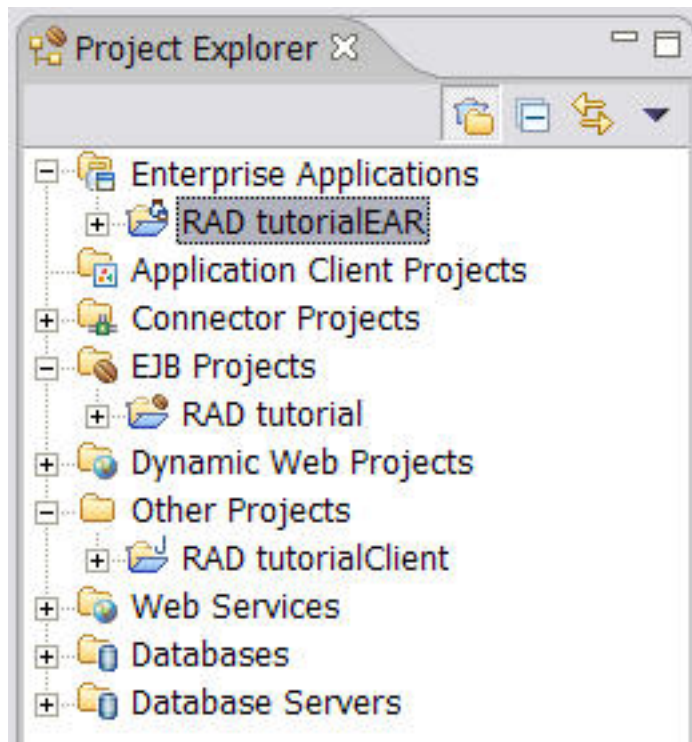 Project Explorer
Enterprise Applications
RAD tutorialEAR
Application Client Projects
Connector Projects
EJB Projects
RAD tutorial
Dynamic Web Projects
Other Projects
RAD tutorialClient
Web Services
Databases
Database Servers